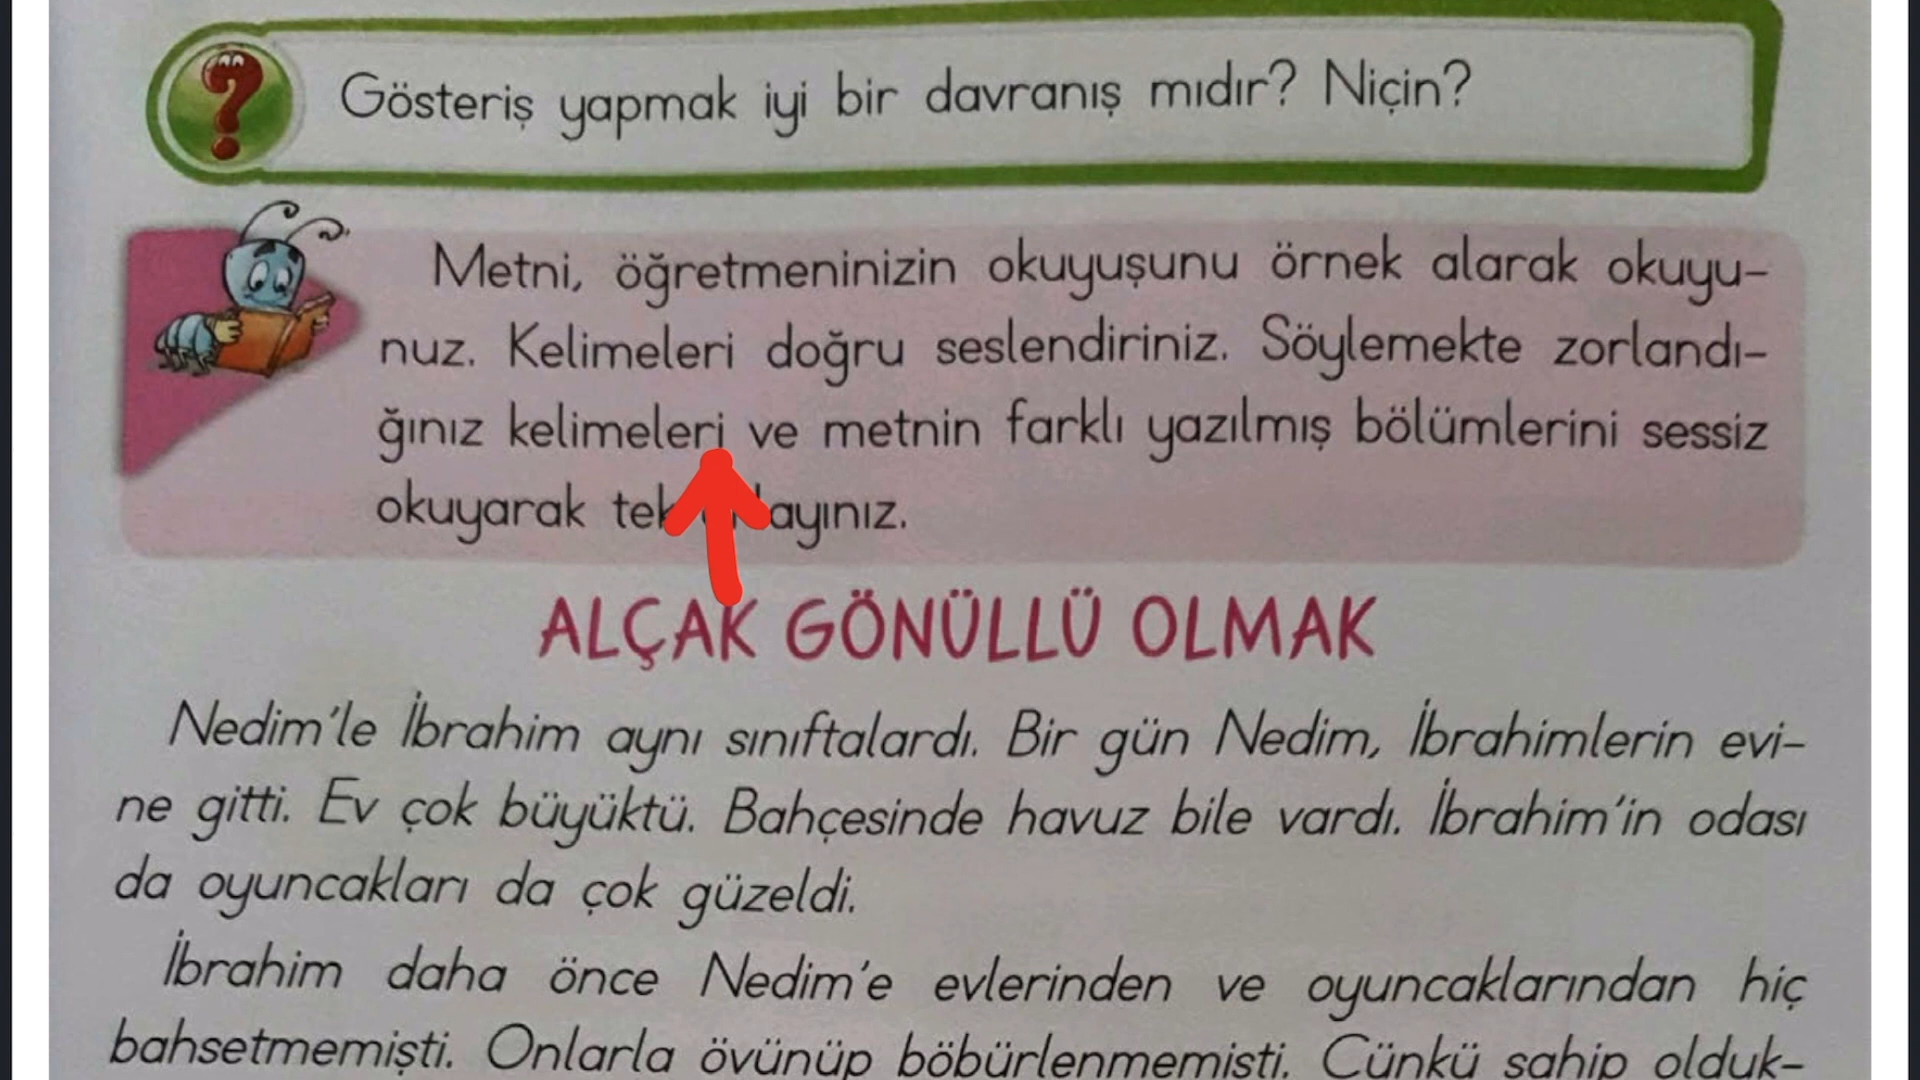 Gösteriş yapmak iyi bir davranış mıdır? Niçin?
Metni, öğretmeninizin okuyuşunu örnek alarak okuyu-
nuz. Kelimeleri doğru seslendiriniz. Söylemekte zorlandı-
ğınız kelimeleri ve metnin farklı yazılmış bölümlerini sessiz
okuyarak
ALÇAK GÖNÜLLÜ OLMAK
Nedim'le İbrahim aynı sınıftalardı. Bir gün Nedim, İbrahimlerin evi-
ne gitti. Ev çok büyüktü. Bahçesinde havuz bile vardı. İbrahim'in odası
da oyuncakları da çok güzeldi.
İbrahim daha önce Nedim'e evlerinden ve oyuncaklarından hiç
bahsetmemişti. Onlarla övünüp böbürlenmemişti. Çünkü sahip olduk-